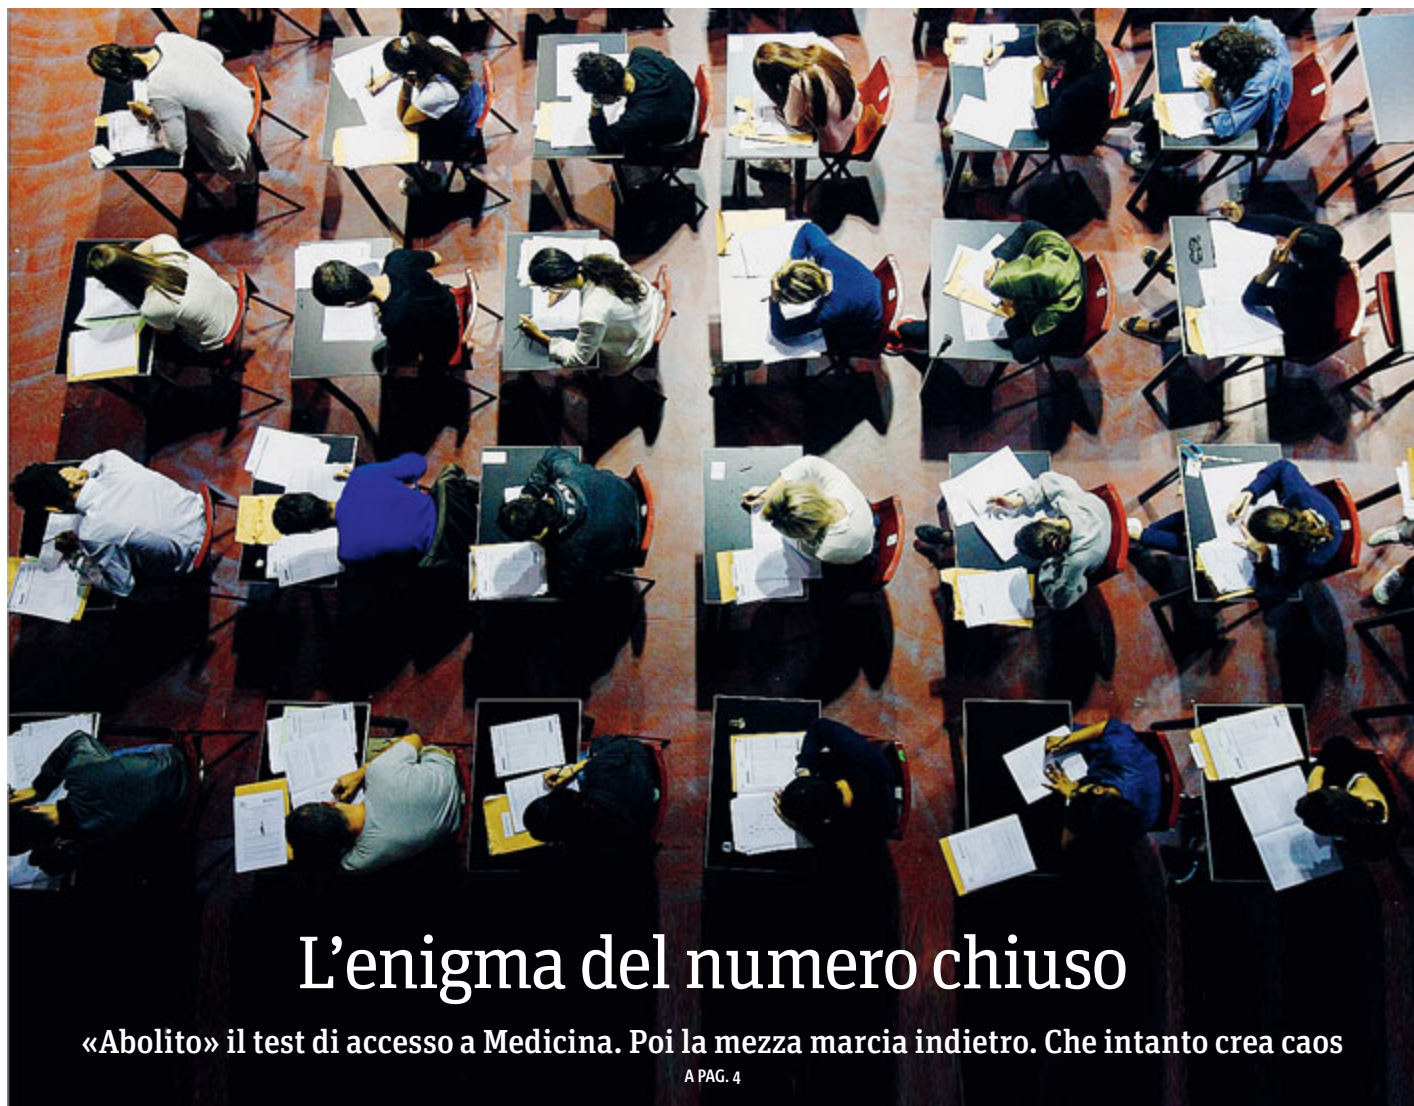 L’enigma del numero chiuso
«Abolito» il test di accesso a Medicina. Poi la mezza marcia indietro. Che intanto crea caos
A PAG. 4